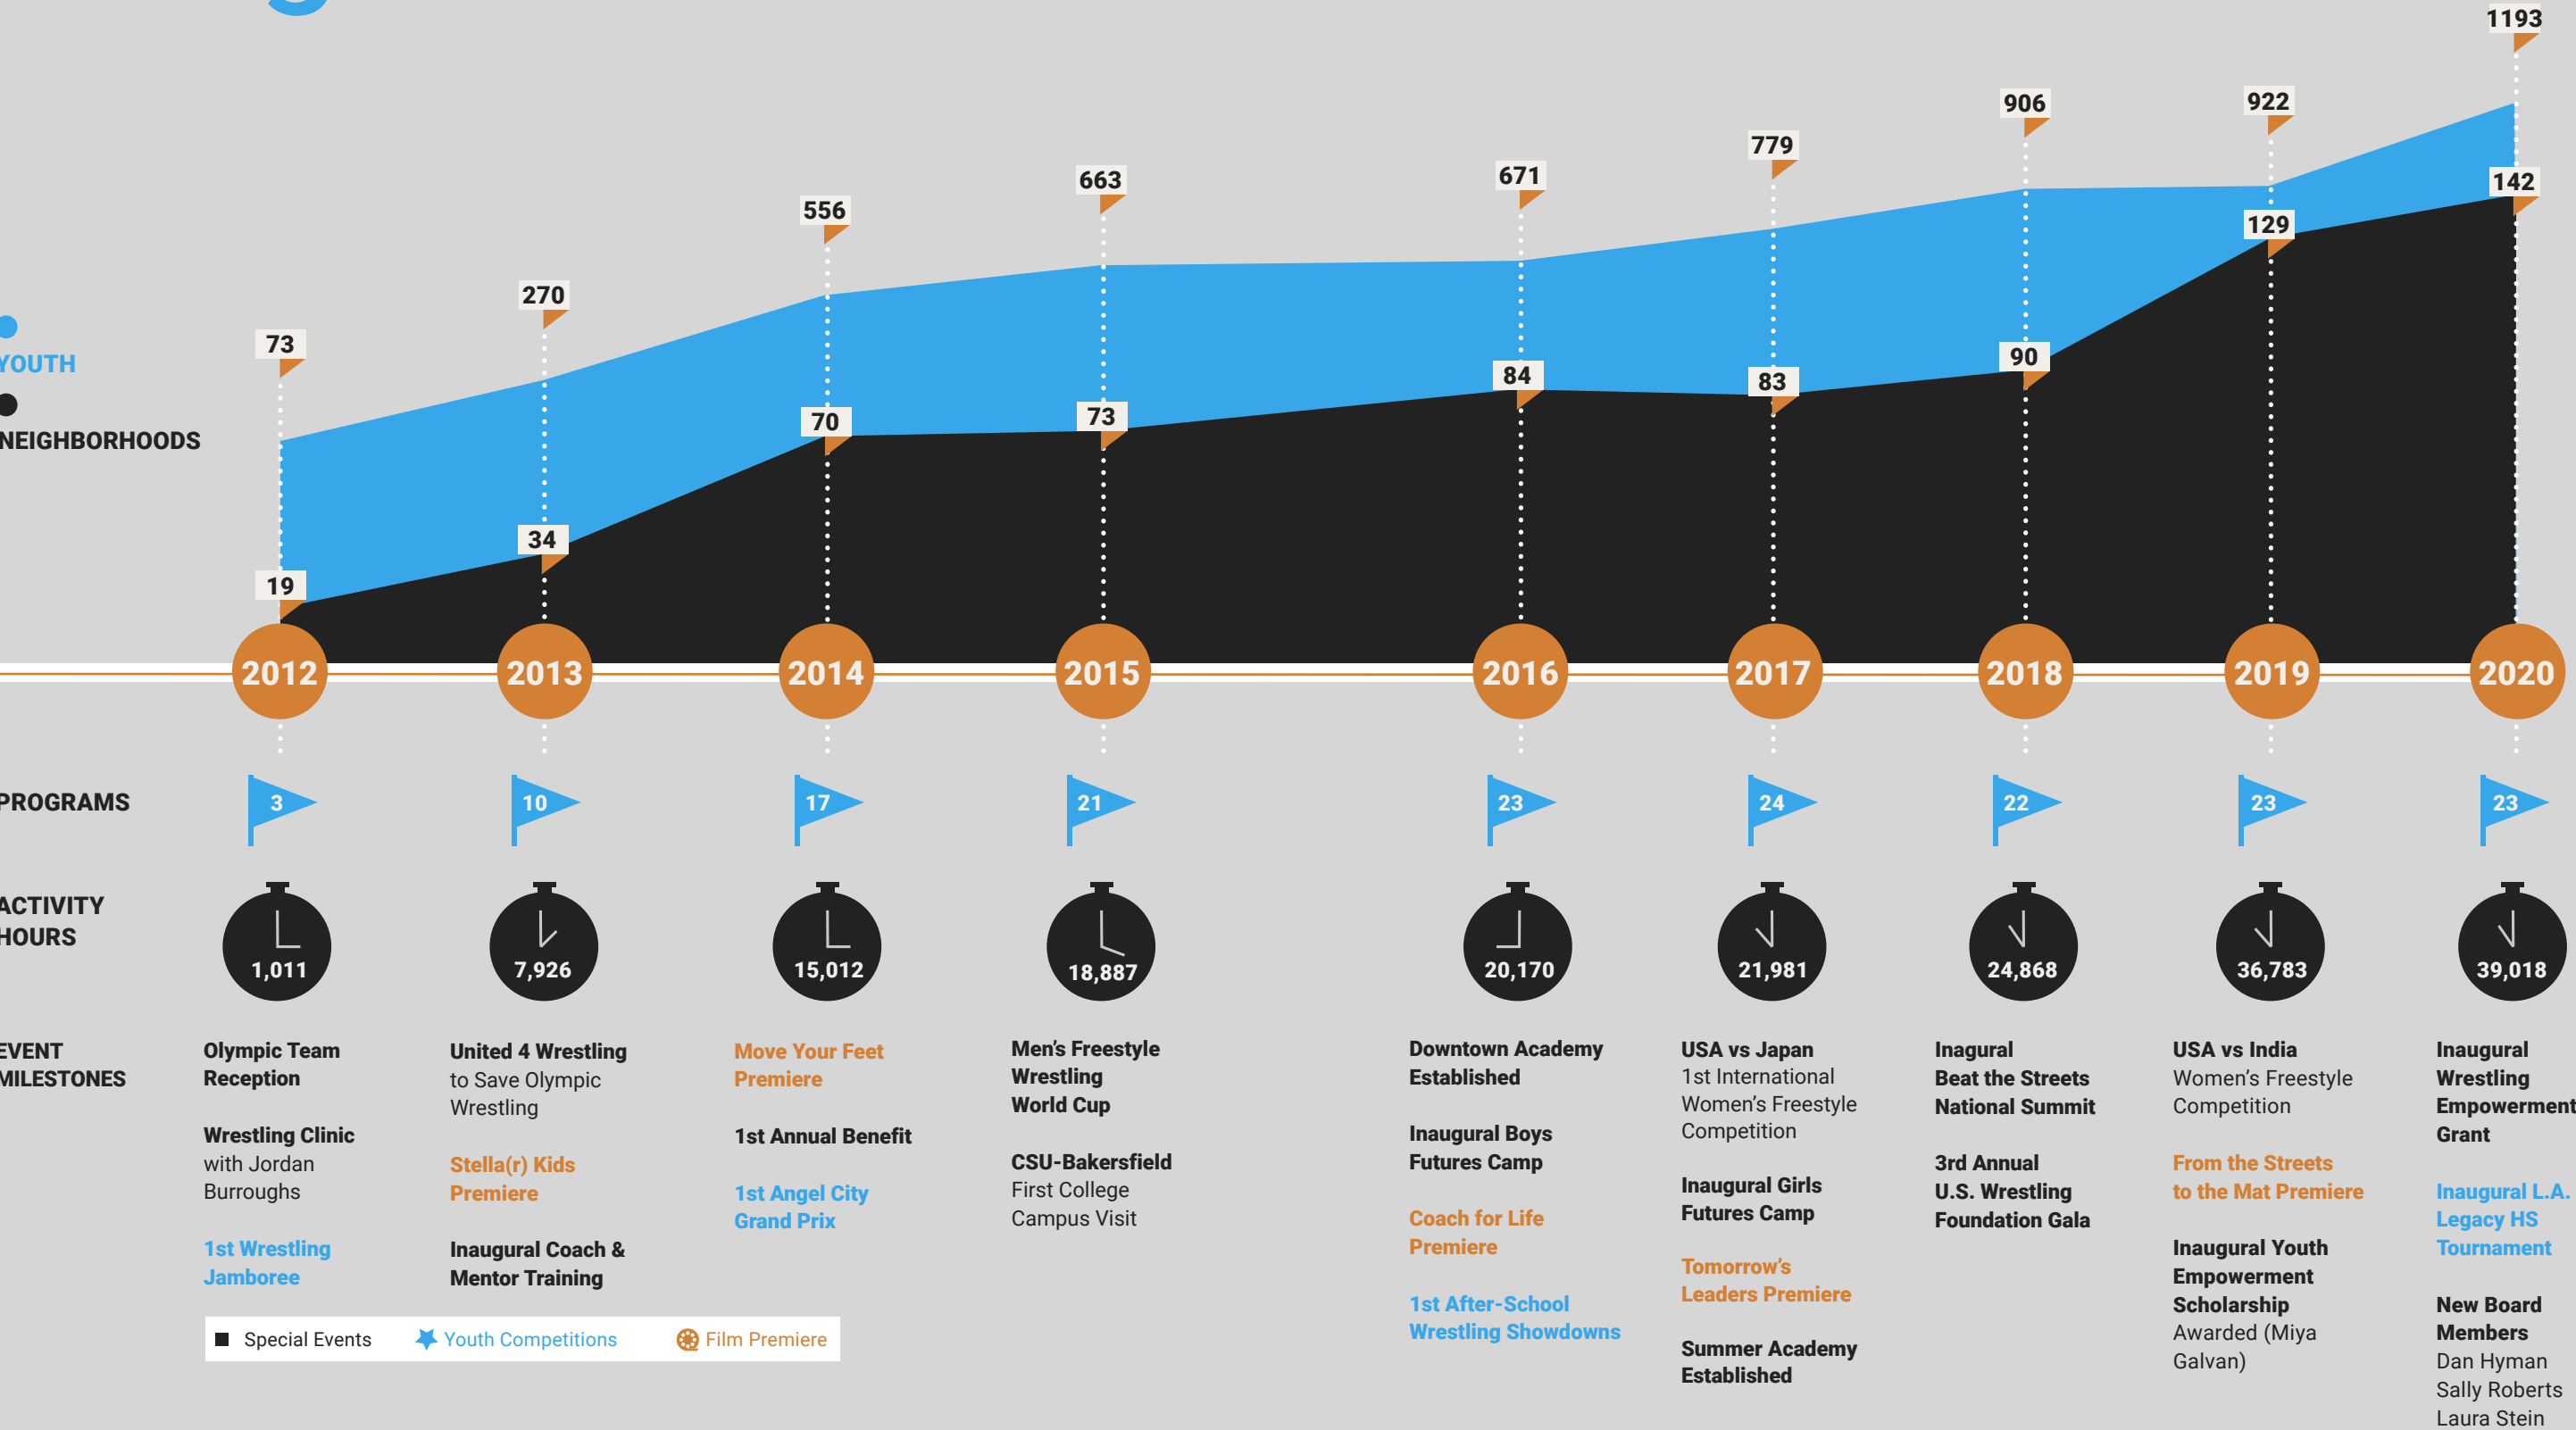 1193
922
906
779
142
671
663
556
129
270
73
90
YOUTH
84
83
73
70
NEIGHBORHOODS
34
19
2012 2013 2014 2015 2016 2017 2018 2019 2020
PROGRAMS 3 10 17 21 23 24 22 23 23
ACTIVITY
HOURS
1,011 7,926 15,012 18,887 20,170 21,981 24,868 36,783 39,018
EVENT
MILESTONES
Olympic Team
Reception
Wrestling Clinic
with Jordan
Burroughs
1st Wrestling
Jamboree
United 4 Wrestling
to Save Olympic
Wrestling
Stella(r) Kids
Premiere
Inaugural Coach &
Mentor Training
Move Your Feet
Premiere
1st Annual Benefit
1st Angel City
Grand Prix
Men's Freestyle
Wrestling
World Cup
CSU-Bakersfield
First College
Campus Visit
Downtown Academy
Established
Inaugural Boys
Futures Camp
Coach for Life
Premiere
1st After-School
Wrestling Showdowns
USA vs Japan
1st International
Women's Freestyle
Competition
Inaugural Girls
Futures Camp
Tomorrow's
Leaders Premiere
Summer Academy
Established
Inagural
Beat the Streets
National Summit
3rd Annual
U.S. Wrestling
Foundation Gala
USA vs India
Women's Freestyle
Competition
From the Streets
to the Mat Premiere
Inaugural Youth
Empowerment
Scholarship
Awarded (Miya
Galvan)
Inaugural
Wrestling
Empowerment
Grant
Inaugural L.A.
Legacy HS
Tournament
New Board
Members
Dan Hyman
Sally Roberts
Laura Stein
Special Events Youth Competitions Film Premiere